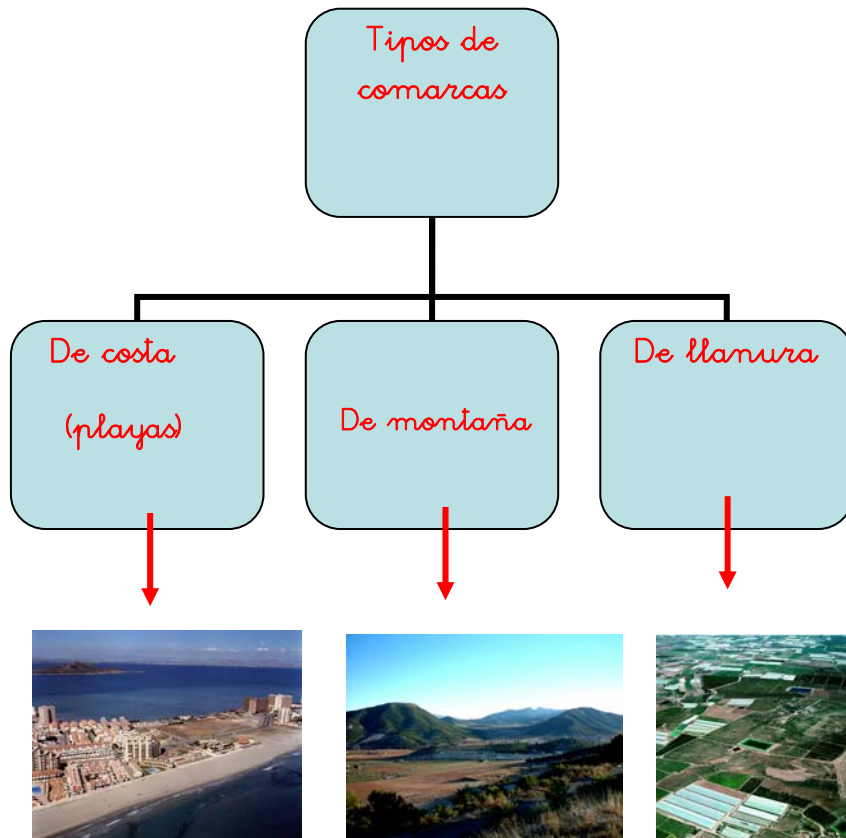 Tipos de
comarcas
De costa
(playas)
De montaña
De llanura